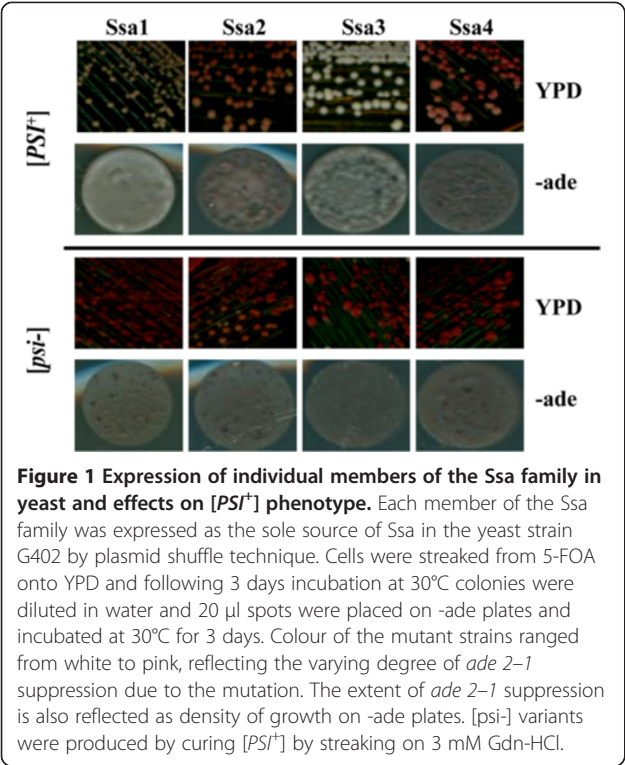 Ssa1 Ssa2 Ssa3 Ssa4
[PSI+]
YPD
-ade
[psi-]
YPD
-ade
Figure 1 Expression of individual members of the Ssa family in
yeast and effects on [PSI+] phenotype. Each member of the Ssa
family was expressed as the sole source of Ssa in the yeast strain
G402 by plasmid shuffle technique. Cells were streaked from 5-FOA
onto YPD and following 3 days incubation at 30°C colonies were
diluted in water and 20 μl spots were placed on -ade plates and
incubated at 30°C for 3 days. Colour of the mutant strains ranged
from white to pink, reflecting the varying degree of ade 2–1
suppression due to the mutation. The extent of ade 2–1 suppression
is also reflected as density of growth on -ade plates. [psi-] variants
were produced by curing [PSI+] by streaking on 3 mM Gdn-HCl.